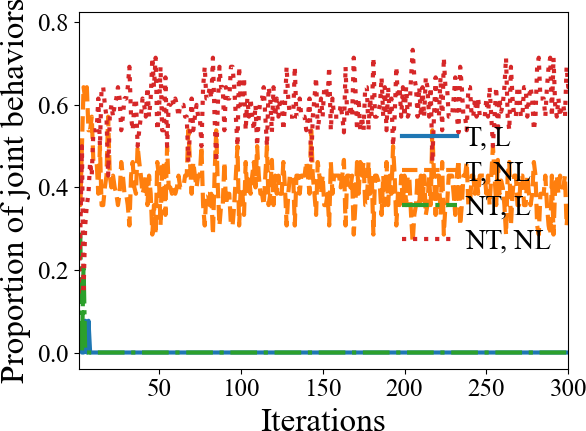 Proportion of joint behaviors
0.8
0.6
0.4
0.2
0.0
T, L
T, NL
NT, L
NT, NL
50 100 150 200 250 300
Iterations